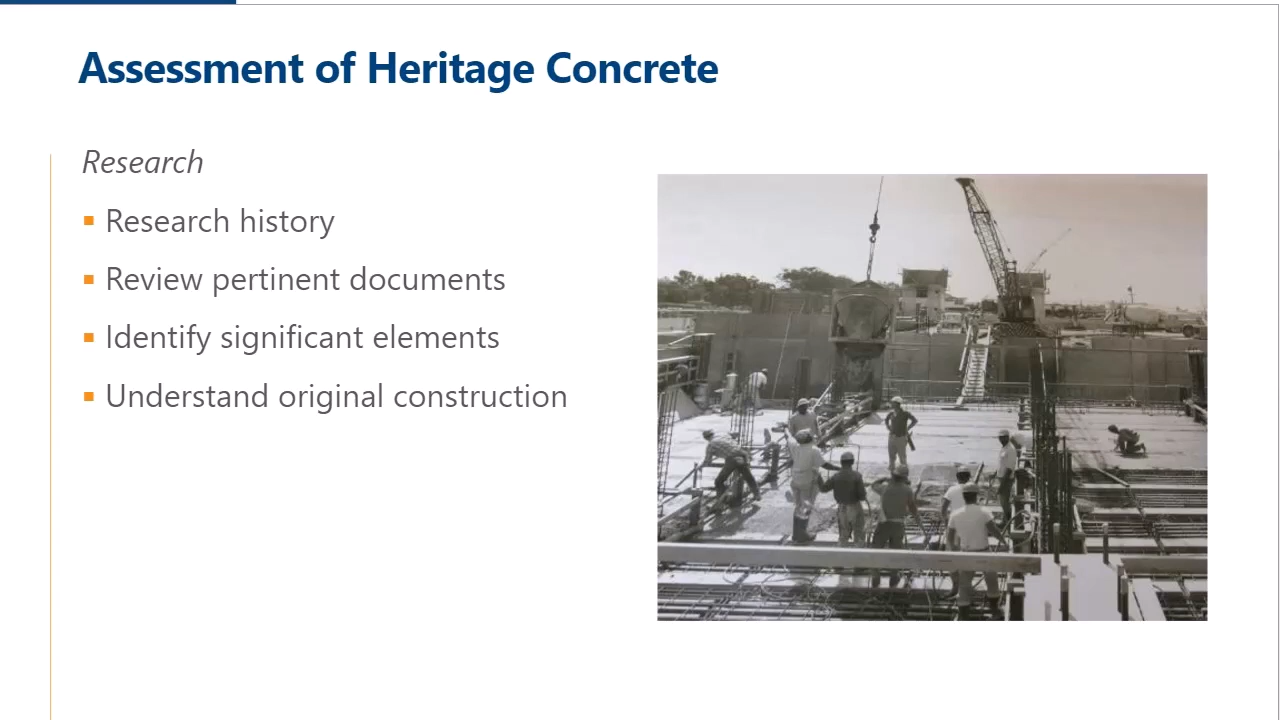 Assessment of Heritage Concrete
Research
Research history
Review pertinent documents
Identify significant elements
Understand original construction